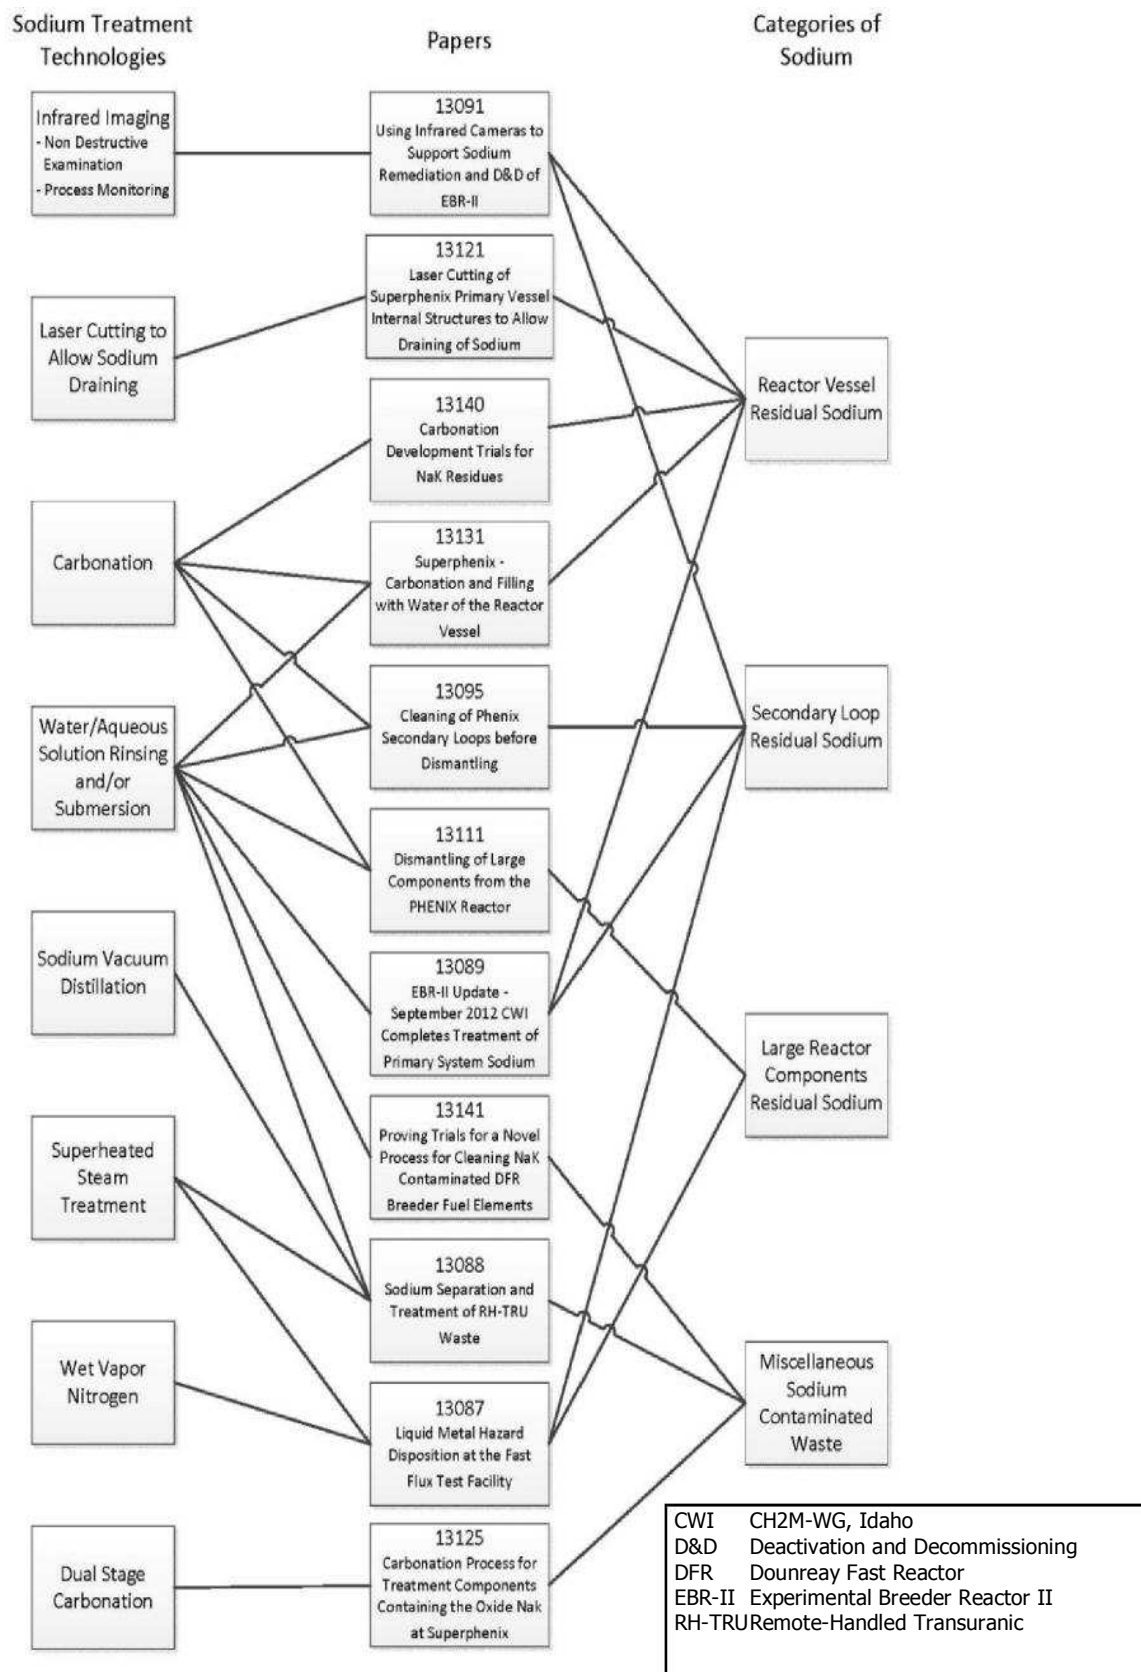 Sodium Treatment
Technologies
Papers
Categories of
Sodium
Infrared Imaging
- Non Destructive
Examination
- Process Monitoring
Laser Cutting to
Allow Sodium
Draining
Carbonation
Water/Aqueous
Solution Rinsing
and/or
Submersion
Sodium Vacuum
Distillation
Superheated
Steam
Treatment
Wet Vapor
Nitrogen
Dual Stage
Carbonation
13091
Using Infrared Cameras to
Support Sodium
Remediation and D&D of
EBR-II
13121
Laser Cutting of
Superphenix Primary Vessel
Internal Structures to Allow
Draining of Sodium
13140
Carbonation
Development Trials for
NaK Residues
13131
Superphenix -
Carbonation and Filling
with Water of the Reactor
Vessel
13095
Cleaning of Phenix
Secondary Loops before
Dismantling
13111
Dismantling of Large
Components from the
PHENIX Reactor
13089
EBR-II Update -
September 2012 CWI
Completes Treatment of
Primary System Sodium
13141
Proving Trials for a Novel
Process for Cleaning NaK
Contaminated DFR
Breeder Fuel Elements
13088
Sodium Separation and
Treatment of RH-TRU
Waste
13087
Liquid Metal Hazard
Disposition at the Fast
Flux Test Facility
13125
Carbonation Process for
Treatment Components
Containing the Oxide Nak
at Superphenix
Reactor Vessel
Residual Sodium
Secondary Loop
Residual Sodium
Large Reactor
Components
Residual Sodium
Miscellaneous
Sodium
Contaminated
Waste
CWI CH2M-WG, Idaho
D&D Deactivation and Decommissioning
DFR Dounreay Fast Reactor
EBR-II Experimental Breeder Reactor II
RH-TRU Remote-Handled Transuranic